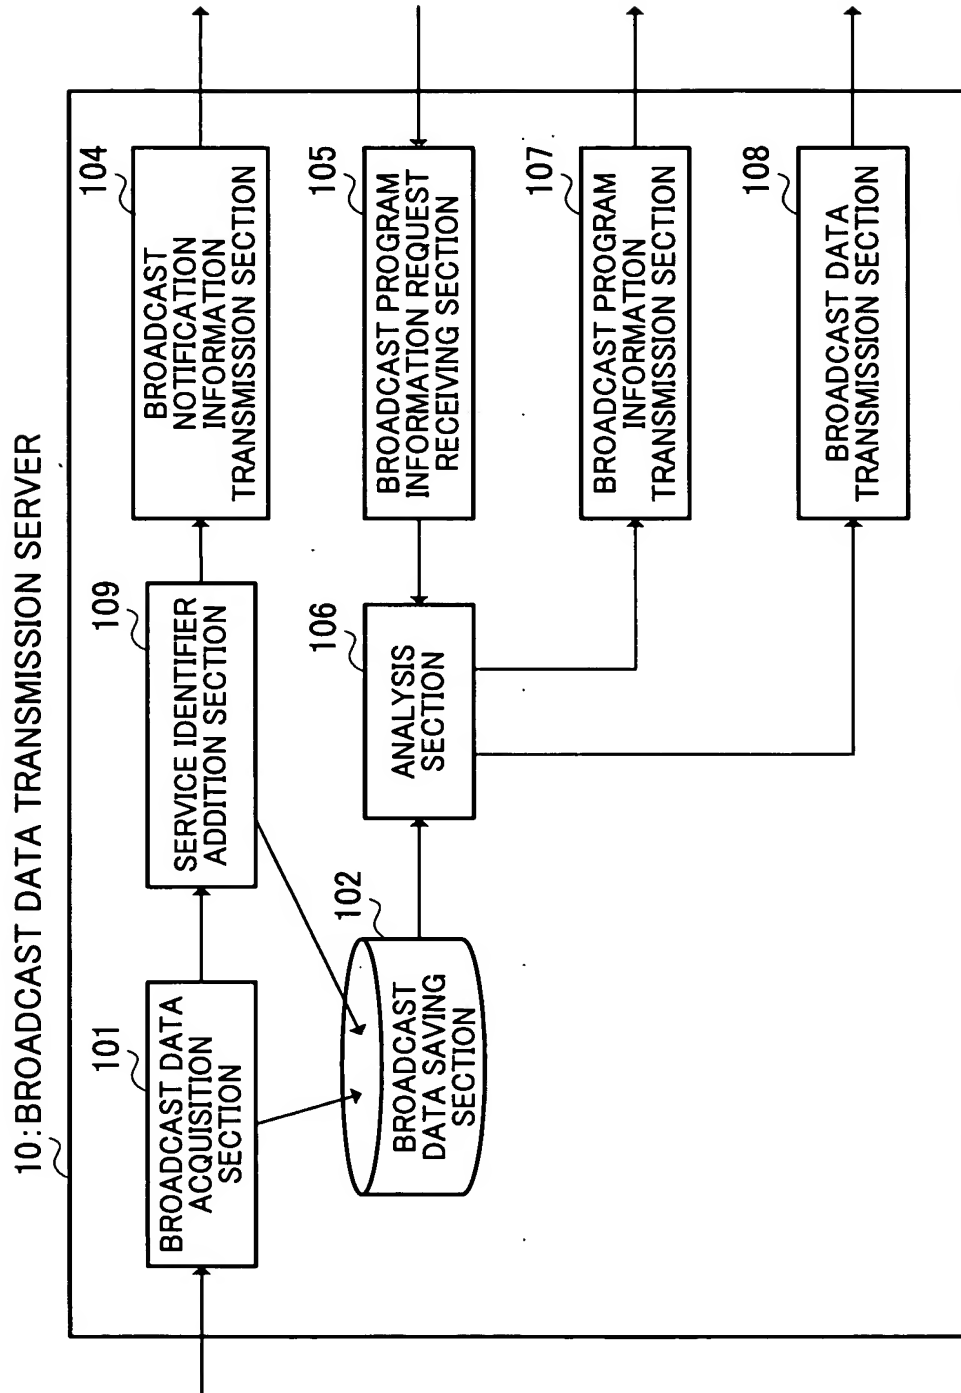 10:BROADCAST DATA TRANSMISSION SERVER
101
BROADCAST DATA
ACQUISITION
SECTION
109
SERVICE IDENTIFIER
ADDITION SECTION
104
BROADCAST
NOTIFICATION
INFORMATION
TRANSMISSION SECTION
102
BROADCAST
DATA SAVING
SECTION
106
ANALYSIS
SECTION
105
BROADCAST PROGRAM
INFORMATION REQUEST
RECEIVING SECTION
107
BROADCAST PROGRAM
INFORMATION
TRANSMISSION SECTION
108
BROADCAST DATA
TRANSMISSION SECTION